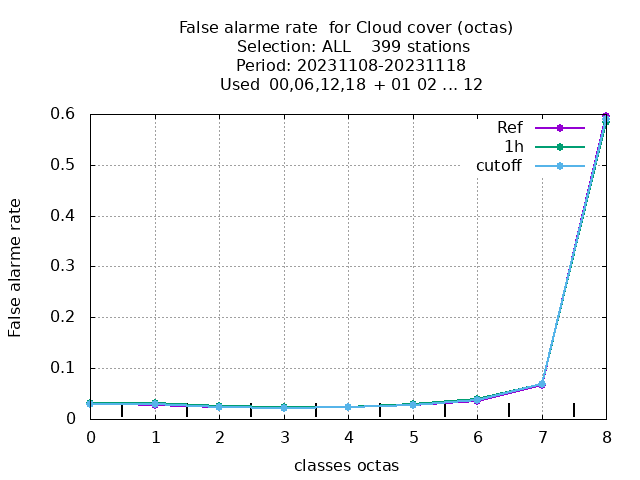 False alarme rate  for Cloud cover (octas)
Selection: ALL    399 stations
Period: 20231108-20231118
Used  00,06,12,18  + 01 02 ... 12
Ref
1h
cutoff
False alarme rate
0.6
0.5
0.4
0.3
0.2
0.1
0
0 1 2 3 4 5 6 7 8
classes octas